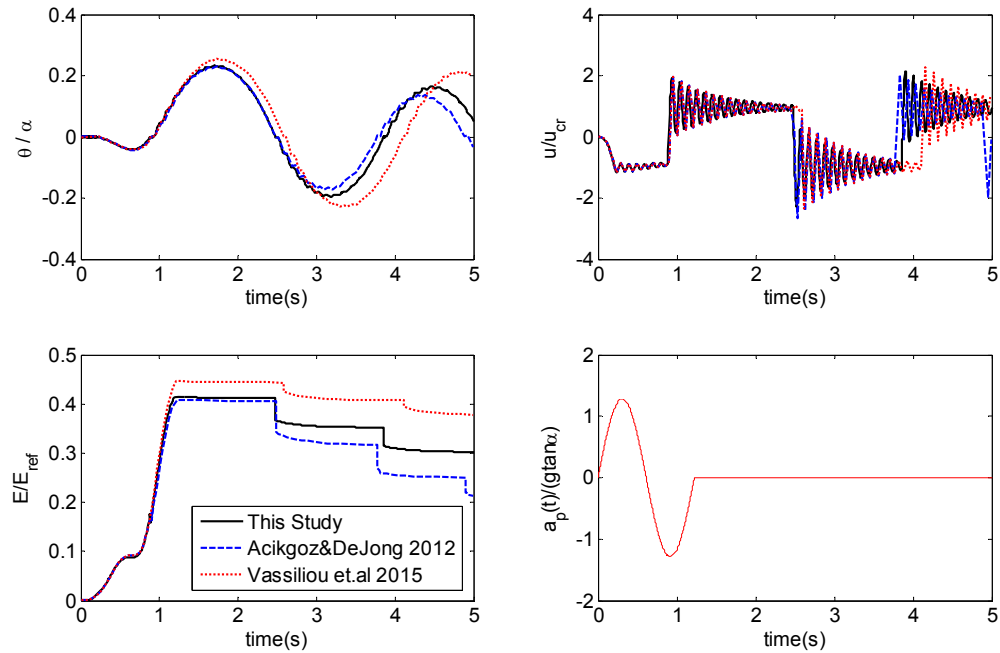 0.4
0.2
0
-0.2
-0.4
θ / α
0 1 2 3 4 5
time(s)
4
2
0
-2
-4
u/u_cr
0 1 2 3 4 5
time(s)
0.5
0.4
0.3
0.2
0.1
0
E/E_ref
This Study
Acikgoz&DeJong 2012
Vassiliou et.al 2015
0 1 2 3 4 5
time(s)
2
1
0
-1
-2
a_p(t)/(gtanα)
0 1 2 3 4 5
time(s)